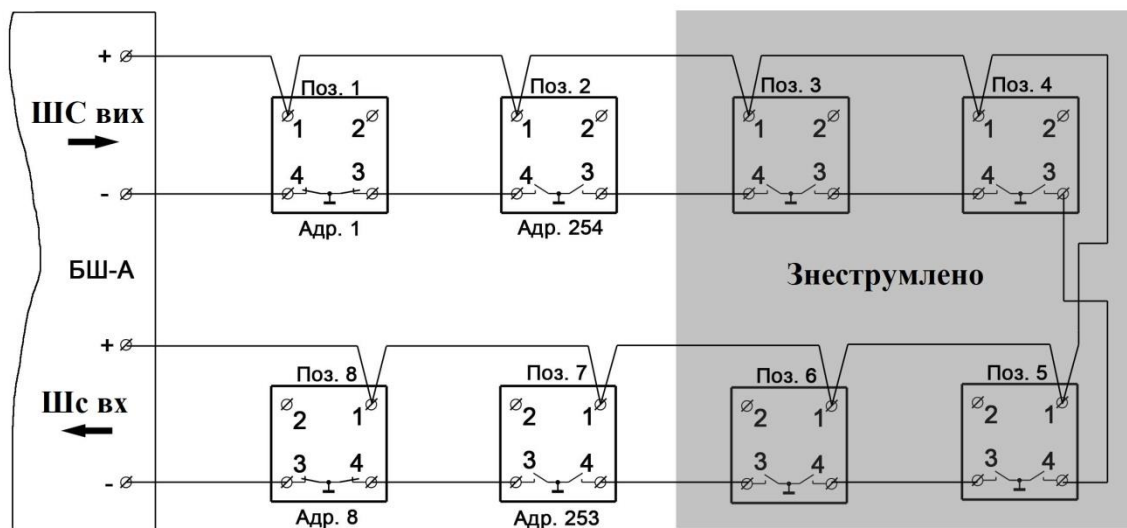 +
ШС вих
-
БШ-А
+
Шс вх
-
Поз. 1
1 2
4 3
Адр. 1
Поз. 2
1 2
4 3
Адр. 254
Поз. 3
1 2
4 3
Поз. 4
1 2
4 3
Знеструмлено
Поз. 8
2 1
3 4
Адр. 8
Поз. 7
2 1
3 4
Адр. 253
Поз. 6
2 1
3 4
Поз. 5
2 1
3 4